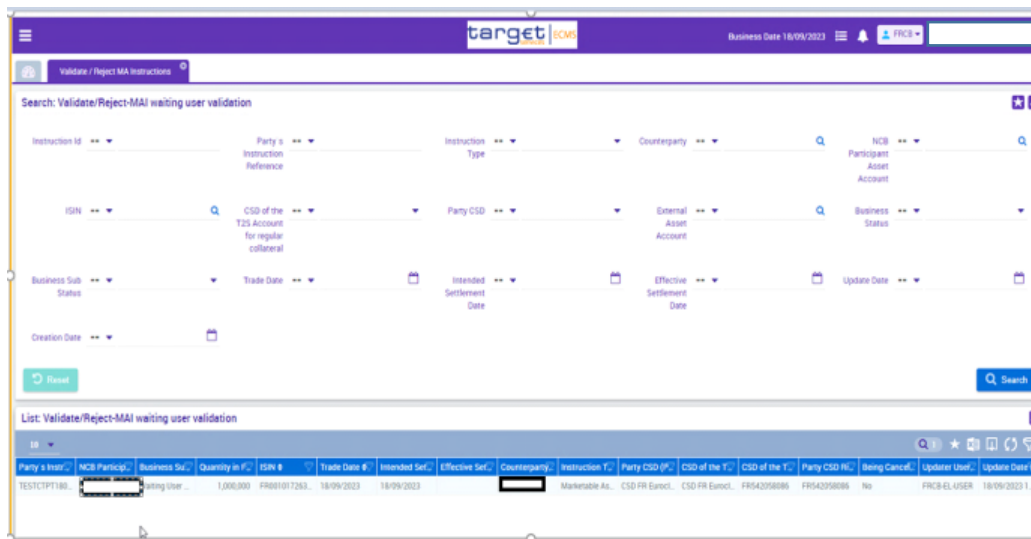 target ECMS
Business Date 18/09/2023
FRCB
Validate / Reject MA Instructions
Search: Validate/Reject-MAI waiting user validation
Instruction Id
Party s Instruction Reference
Instruction Type
Counterparty
NCB Participant Asset Account
ISIN
CSD of the T2S Account for regular collateral
Party CSD
External Asset Account
Business Status
Business Sub Status
Trade Date
Intended Settlement Date
Effective Settlement Date
Update Date
Creation Date
Reset
Search
List: Validate/Reject-MAI waiting user validation
10
Party s Instr... NCB Particip... Business Su... Quantity in F... ISIN Trade Date Intended Set... Effective Set... Counterparty... Instruction T... Party CSD (P... CSD of the T... CSD of the T... Party CSD Ri... Being Cancel... Updater User... Update Date
TESTCTPT180... aiting User ... 1,000,000 FR001017263... 18/09/2023 18/09/2023 Marketable As... CSD FR Eurocl... CSD FR Eurocl... FR542058086 FR542058086 No FRCB-EL-USER 18/09/2023 1...